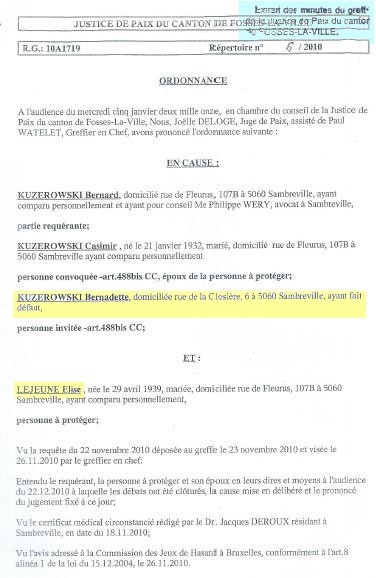 Extrait des minutes du greffe
de la Justice de Paix du canton
de FOSSES-LA-VILLE.
JUSTICE DE PAIX DU CANTON DE FOSSES-LA-VILLE
R.G.: 10A1719 Répertoire n° 5 / 2010
ORDONNANCE
A l'audience du mercredi cinq janvier deux mille onze, en chambre du conseil de la Justice de
Paix du canton de Fosses-La-Ville, Nous, Joëlle DELOGE, Juge de Paix, assisté de Paul
WATELET, Greffier en Chef, avons prononcé l'ordonnance suivante :
EN CAUSE :
KUZEROWSKI Bernard, domicilié rue de Fleurus, 107B à 5060 Sambreville, ayant
comparu personnellement et ayant pour conseil Me Philippe WERY, avocat à Sambreville,
partie requérante;
KUZEROWSKI Casimir , né le 21 janvier 1932, marié, domicilié rue de Fleurus, 107B à
5060 Sambreville ayant comparu personnellement
personne convoquée -art.488bis CC, époux de la personne à protéger;
KUZEROWSKI Bernadette, domiciliée rue de la Closière, 6 à 5060 Sambreville, ayant fait
défaut,
personne invitée -art.488bis CC;
ET :
LEJEUNE Elise , née le 29 avril 1939, mariée, domiciliée rue de Fleurus, 107B à 5060
Sambreville, ayant comparu personnellement,
personne à protéger;
Vu la requête du 22 novembre 2010 déposée au greffe le 23 novembre 2010 et visée le
26.11.2010 par le greffier en chef;
Entendu le requérant, la personne à protéger et son époux en leurs dires et moyens à l'audience
du 22.12.2010 à laquelle les débats ont été clôturés, la cause mise en délibéré et le prononcé
du jugement fixé à ce jour;
Vu le certificat médical circonstancié rédigé par le Dr. Jacques DEROUX résidant à
Sambreville, en date du 18.11.2010;
Vu l'avis adressé à la Commission des Jeux de Hasard à Bruxelles, conformément à l'art.8
alinéa 1 de la loi du 15.12.2004, le 26.11.2010.